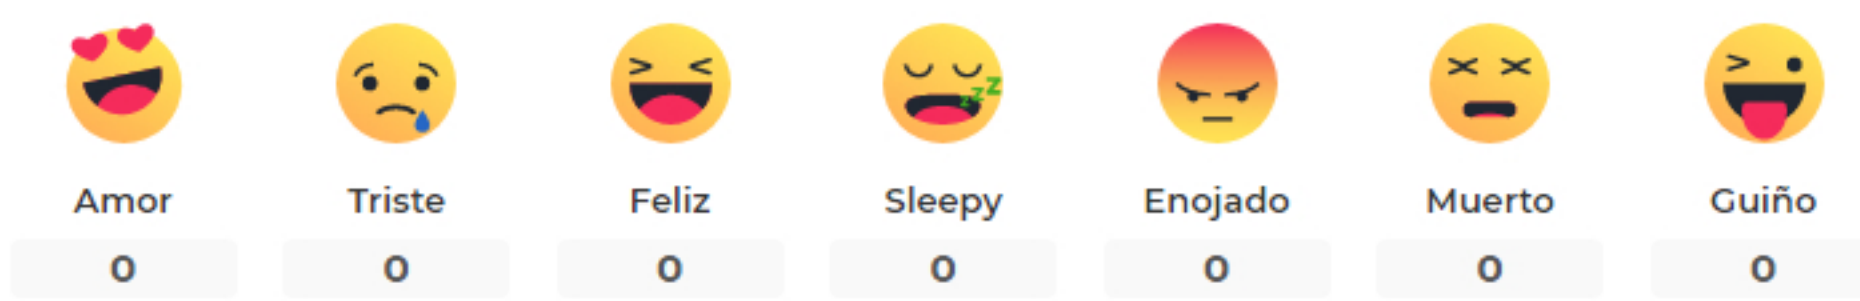 Amor Triste Feliz Sleepy Enojado Muerto Guiño
0 0 0 0 0 0 0